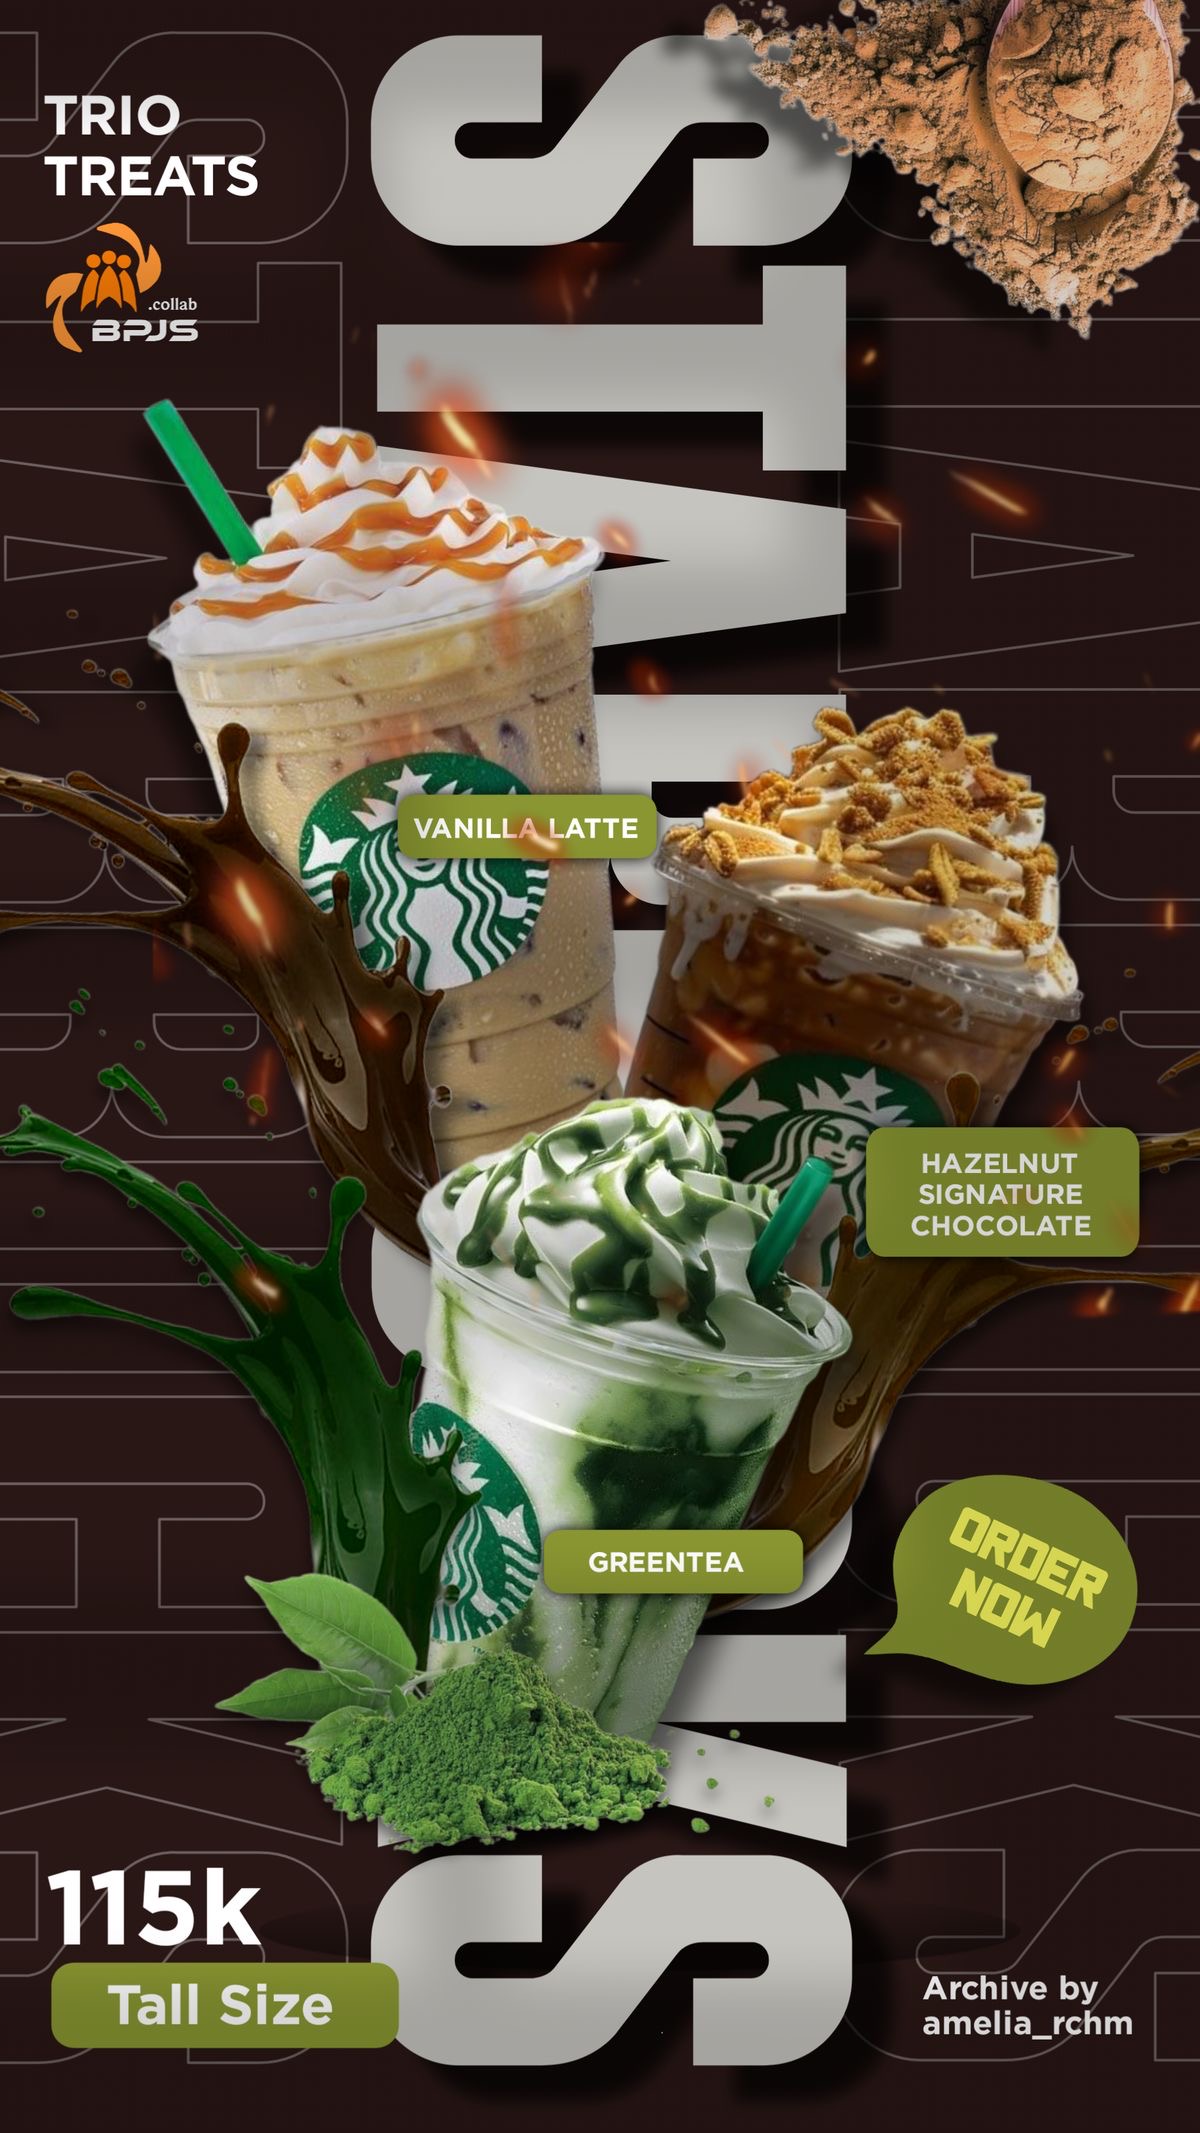 TRIO
TREATS
.collab
BPJS
STARBUCKS
VANILLA LATTE
HAZELNUT
SIGNATURE
CHOCOLATE
GREENTEA
ORDER
NOW
115k
Tall Size
Archive by
amelia_rchm